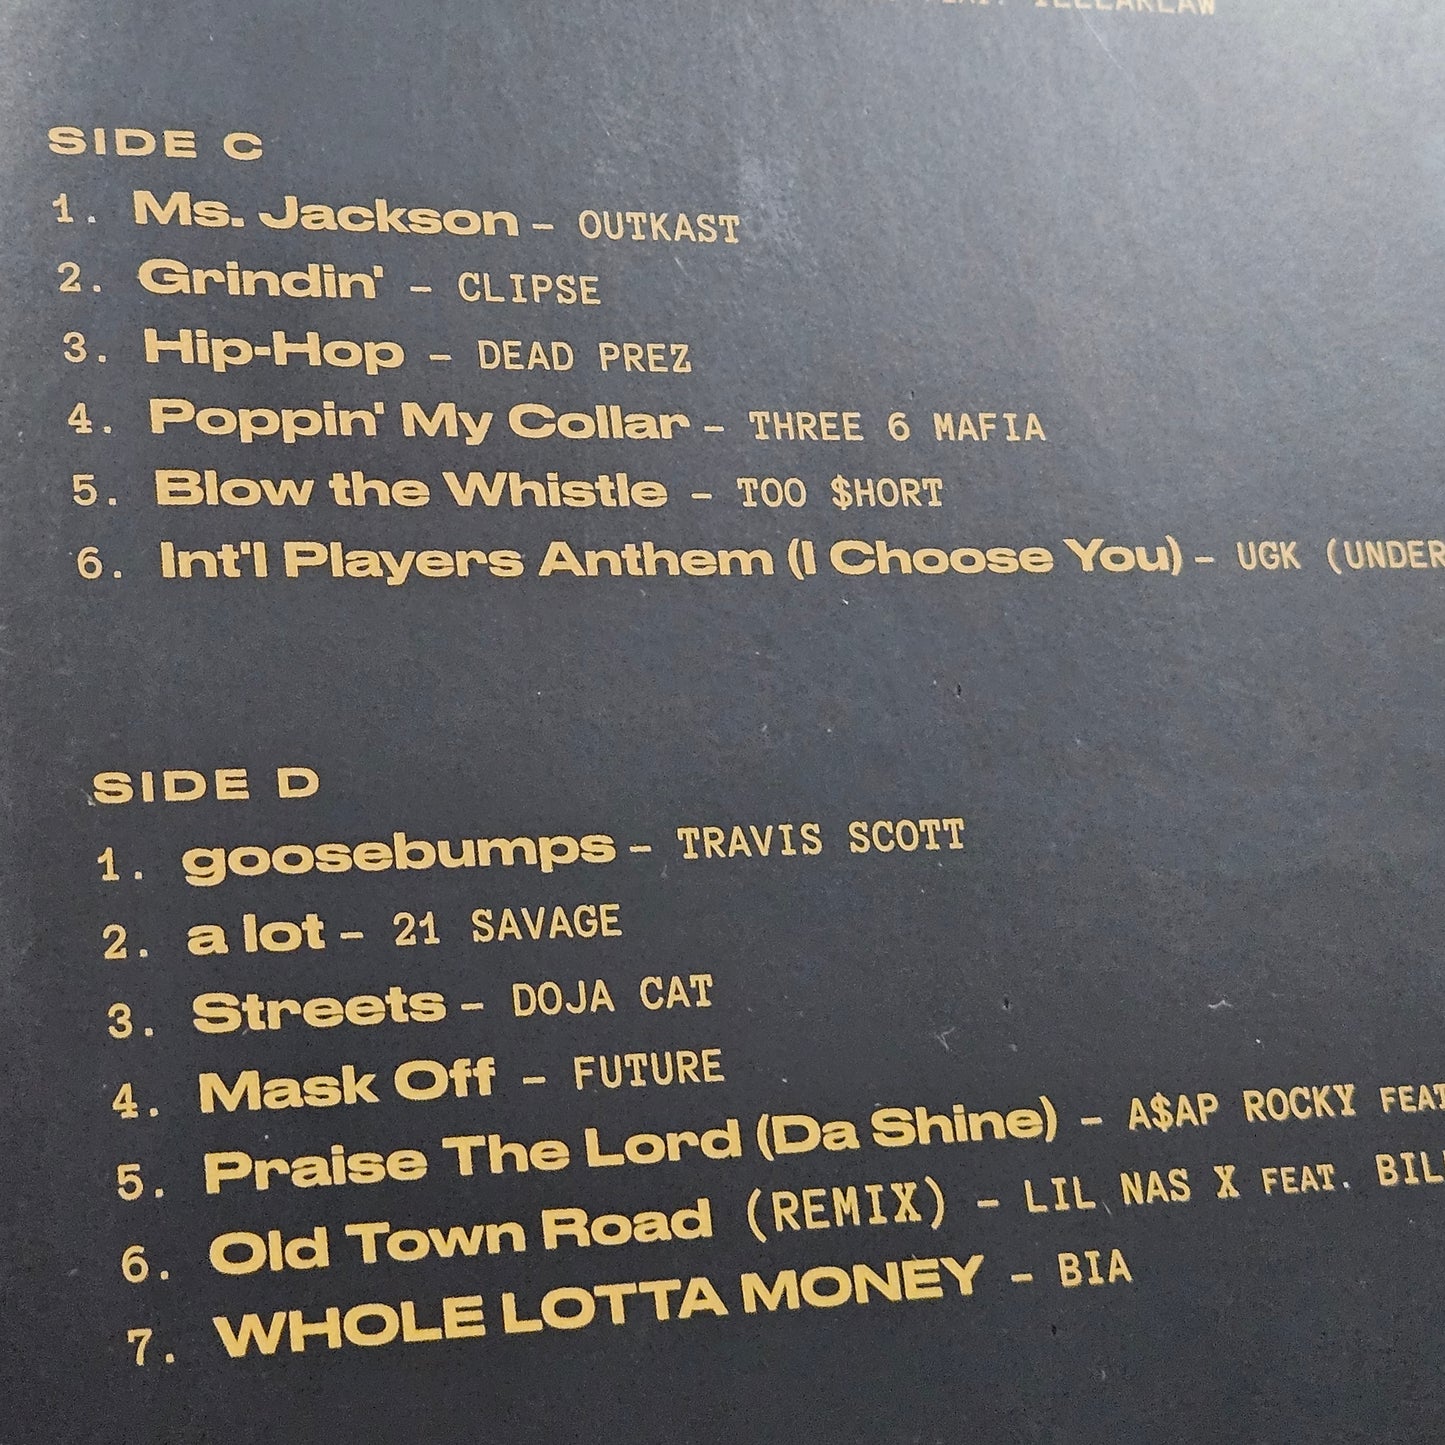 SIDE C
1. Ms. Jackson – OUTKAST
2. Grindin' – CLIPSE
3. Hip-Hop – DEAD PREZ
4. Poppin' My Collar – THREE 6 MAFIA
5. Blow the Whistle – TOO $HORT
6. Int'l Players Anthem (I Choose You) – UGK (UNDER
SIDE D
1. goosebumps – TRAVIS SCOTT
2. a lot – 21 SAVAGE
3. Streets – DOJA CAT
4. Mask Off – FUTURE
5. Praise The Lord (Da Shine) – A$AP ROCKY FEAT
6. Old Town Road (REMIX) – LIL NAS X FEAT. BIL
7. WHOLE LOTTA MONEY – BIA